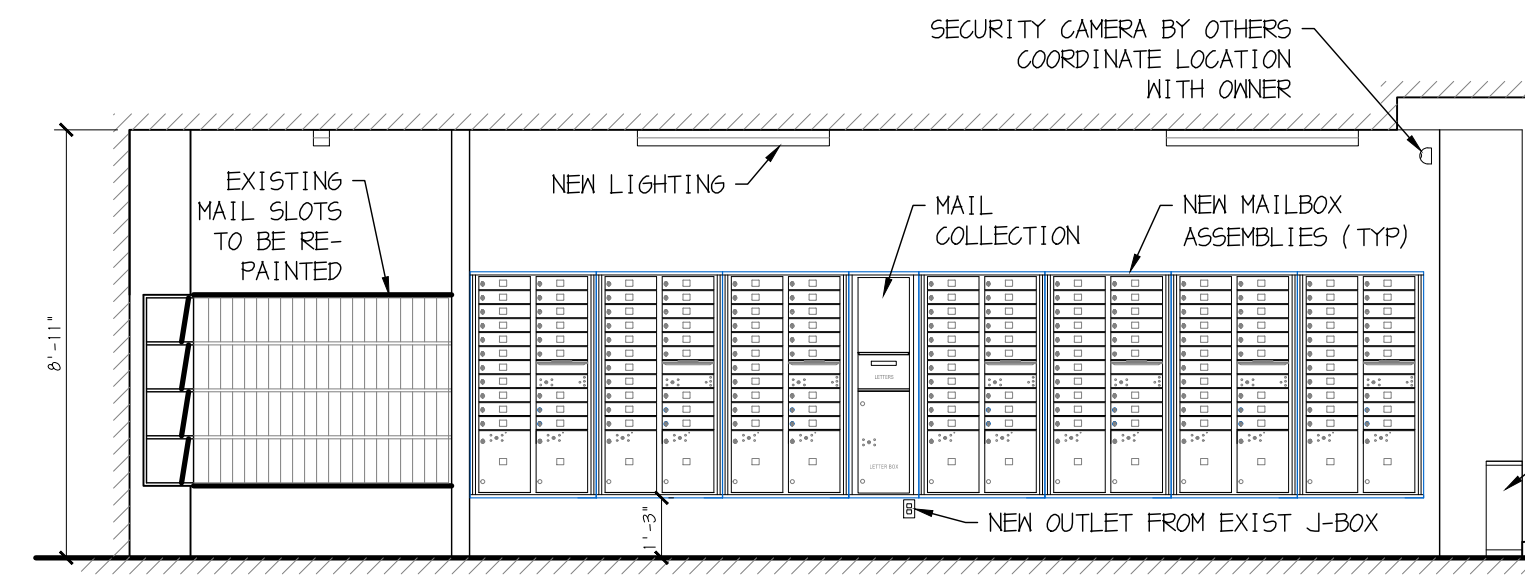 SECURITY CAMERA BY OTHERS
COORDINATE LOCATION
WITH OWNER
EXISTING
MAIL SLOTS
TO BE RE-
PAINTED
NEW LIGHTING
MAIL
COLLECTION
NEW MAILBOX
ASSEMBLIES (TYP)
8'-11"
LETTERS
LETTER BOX
1'-3"
NEW OUTLET FROM EXIST J-BOX